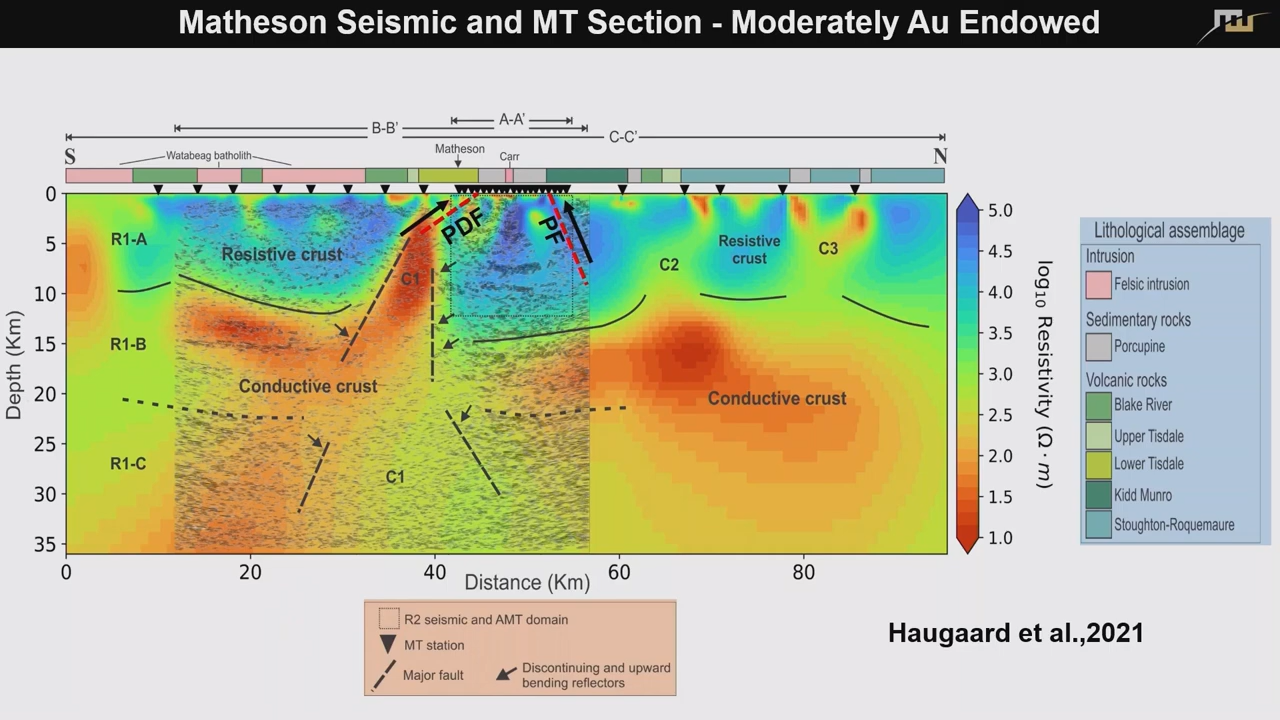 Matheson Seismic and MT Section - Moderately Au Endowed
A-A'
B-B'
C-C'
S
Watabeag batholith
Matheson
Carr
N
0
5
10
15
20
25
30
35
Depth (Km)
R1-A
Resistive crust
PDF
PF
C1
C2
Resistive
crust
C3
R1-B
Conductive crust
Conductive crust
R1-C
C1
0
20
40
60
80
Distance (Km)
5.0
4.5
4.0
3.5
3.0
2.5
2.0
1.5
1.0
log10 Resistivity (Ω · m)
Lithological assemblage
Intrusion
Felsic intrusion
Sedimentary rocks
Porcupine
Volcanic rocks
Blake River
Upper Tisdale
Lower Tisdale
Kidd Munro
Stoughton-Roquemaure
R2 seismic and AMT domain
MT station
Major fault
Discontinuing and upward
bending reflectors
Haugaard et al.,2021